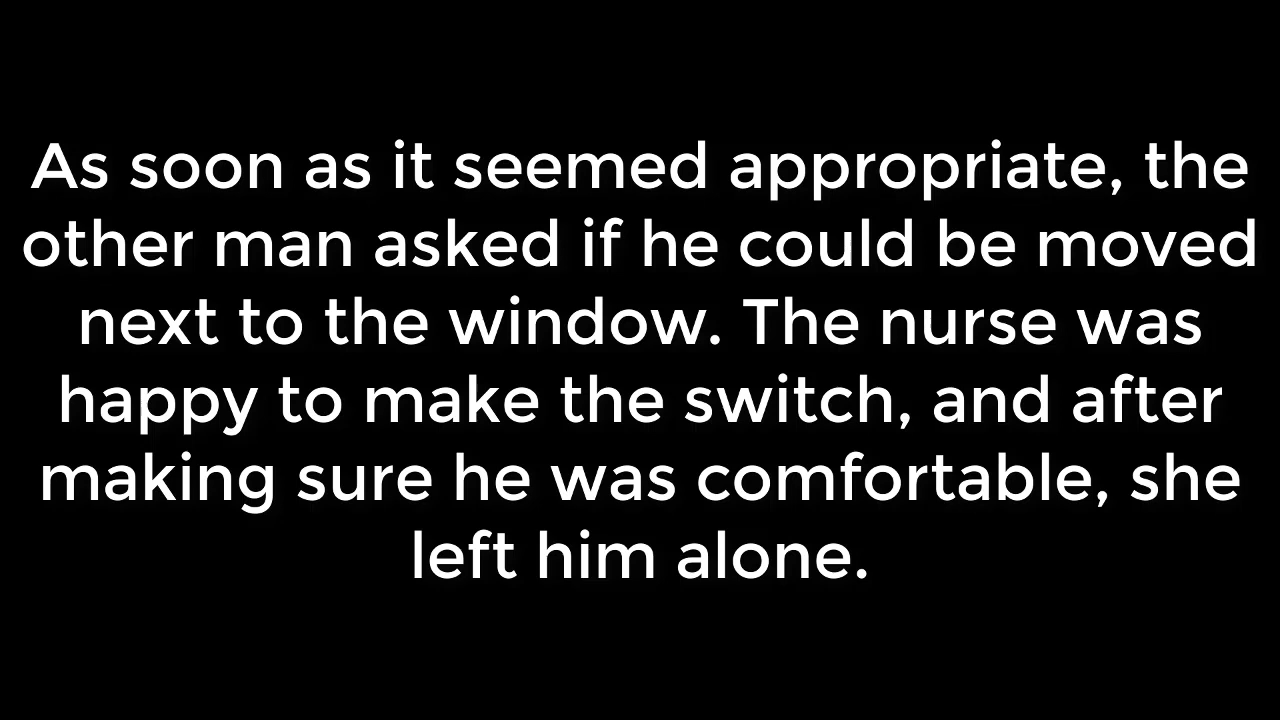 As soon as it seemed appropriate, the
other man asked if he could be moved
next to the window. The nurse was
happy to make the switch, and after
making sure he was comfortable, she
left him alone.